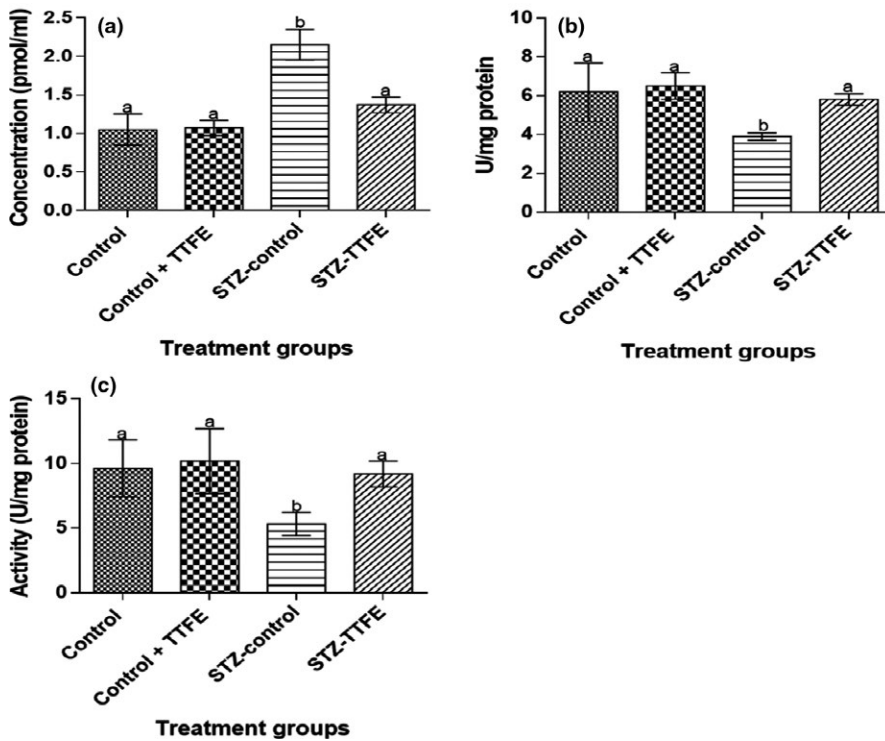 (a)
Concentration (pmol/ml)
2.5
2.0
1.5
1.0
0.5
0.0
a
a
b
a
Control
Control + TTFE
STZ-control
STZ-TTFE
Treatment groups
(b)
U/mg protein
10
8
6
4
2
0
a
a
b
a
Control
Control + TTFE
STZ-control
STZ-TTFE
Treatment groups
(c)
Activity (U/mg protein)
15
10
5
0
a
a
b
a
Control
Control + TTFE
STZ-control
STZ-TTFE
Treatment groups